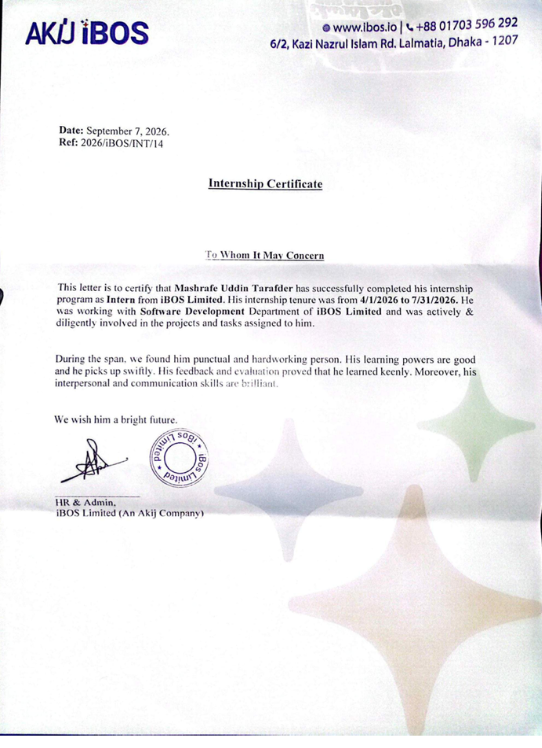 AKIJ iBOS
www.ibos.io | +88 01703 596 292
6/2, Kazi Nazrul Islam Rd. Lalmatia, Dhaka - 1207
Date: September 7, 2026.
Ref: 2026/iBOS/INT/14
Internship Certificate
To Whom It May Concern
This letter is to certify that Mashrafe Uddin Tarafder has successfully completed his internship
program as Intern from iBOS Limited. His internship tenure was from 4/1/2026 to 7/31/2026. He
was working with Software Development Department of iBOS Limited and was actively &
diligently involved in the projects and tasks assigned to him.
During the span, we found him punctual and hardworking person. His learning powers are good
and he picks up swiftly. His feedback and evaluation proved that he learned keenly. Moreover, his
interpersonal and communication skills are brilliant.
We wish him a bright future.
iBos Limited * iBos Limited *
HR & Admin,
iBOS Limited (An Akij Company)